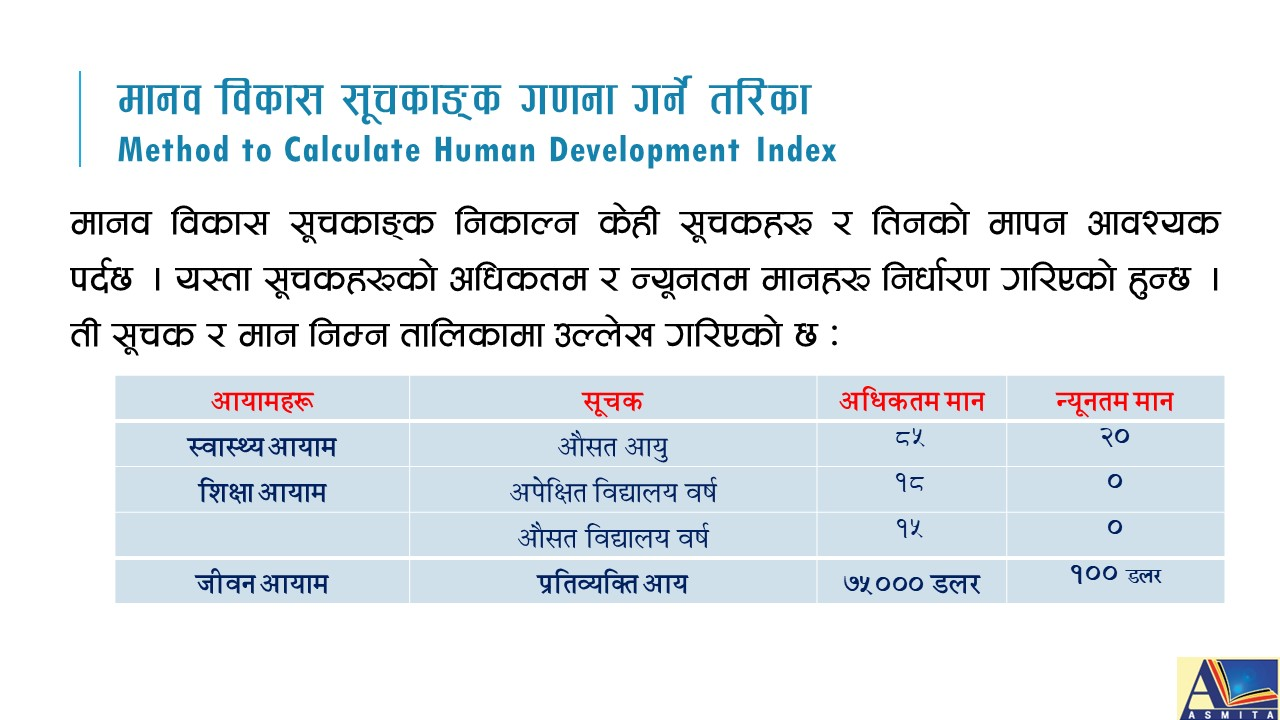 मानव विकास सूचकाङ्क गणना गर्ने तरिका
Method to Calculate Human Development Index
मानव विकास सूचकाङ्क निकाल्न केही सूचकहरु र तिनको मापन आवश्यक
पर्दछ । यस्ता सूचकहरुको अधिकतम र न्यूनतम मानहरु निर्धारण गरिएको हुन्छ ।
ती सूचक र मान निम्न तालिकामा उल्लेख गरिएको छ :
आयामहरू सूचक अधिकतम मान न्यूनतम मान
स्वास्थ्य आयाम औसत आयु ८५ २०
शिक्षा आयाम अपेक्षित विद्यालय वर्ष १८ ०
औसत विद्यालय वर्ष १५ ०
जीवन आयाम प्रतिव्यक्ति आय ७५००० डलर १०० डलर
ASMITA